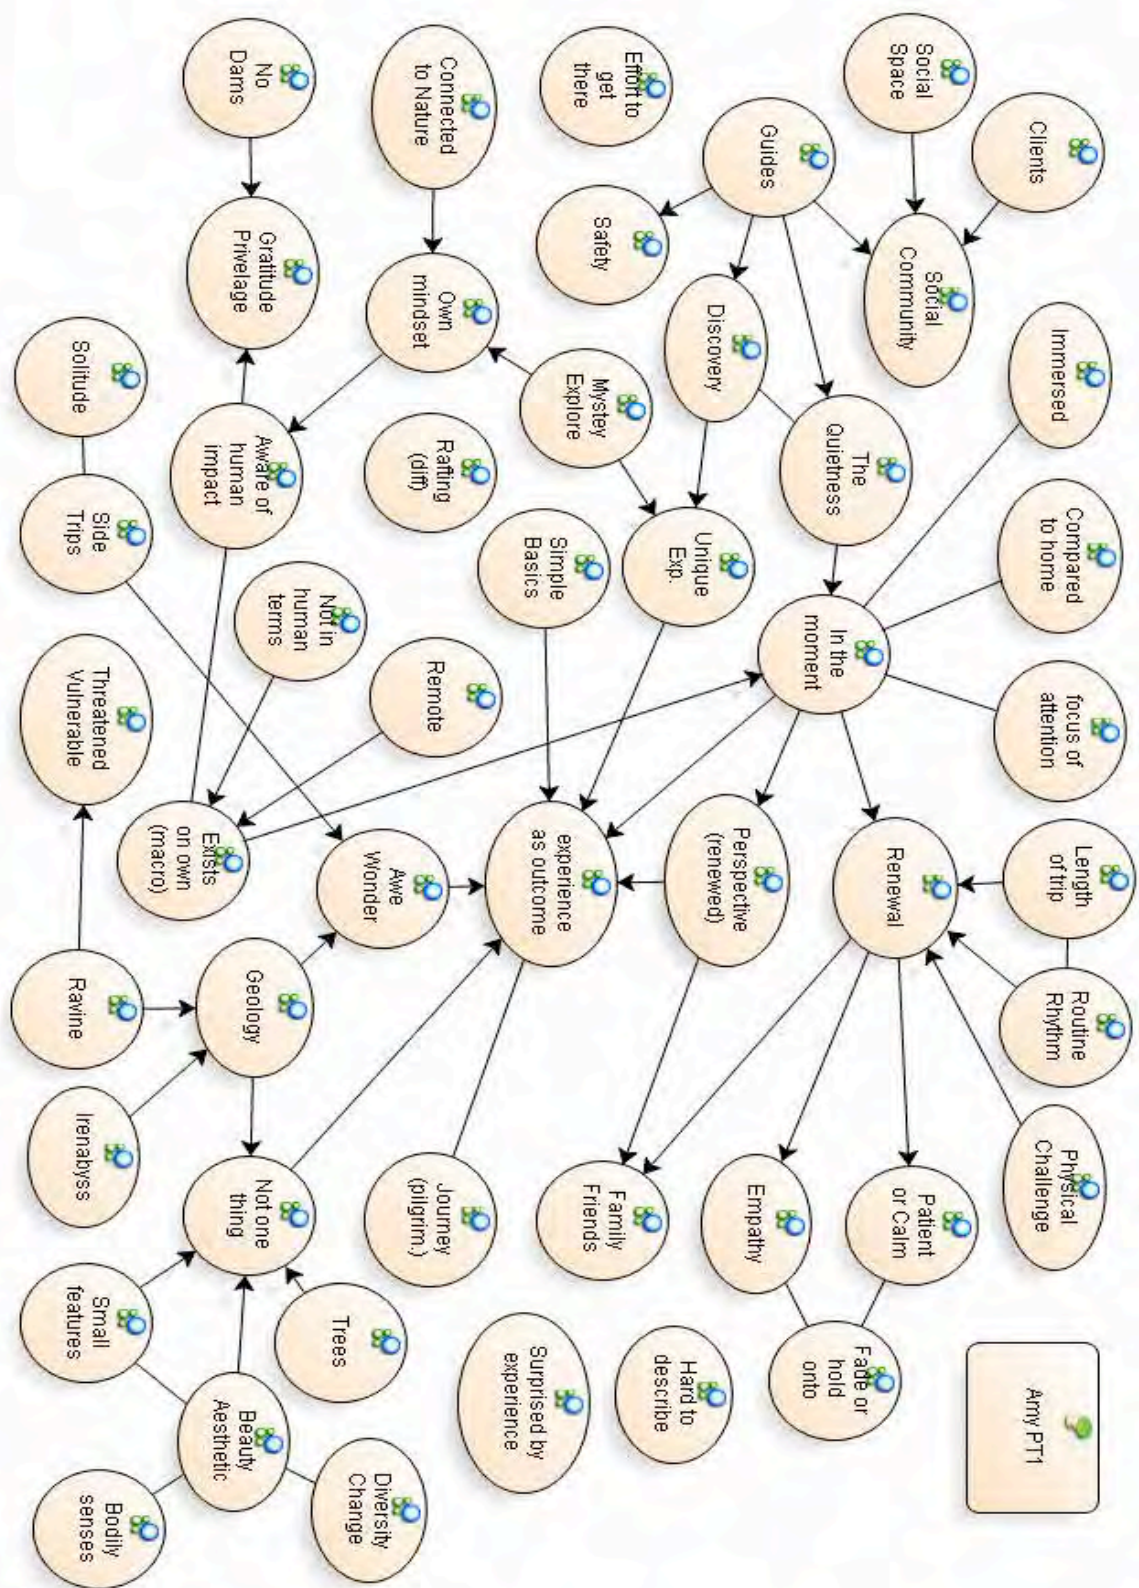 Social
Space
Clients
Immersed
Compared
to home
focus of
attention
Length
of trip
Routine
Rhythm
Physical
Challenge
Amy PT1
Social
Community
Renewal
Patient
or Calm
Guides
The
Quietness
In the
moment
Fade or
hold
onto
Effort to
get
there
Safety
Discovery
Unique
Exp.
Perspective
(renewed)
Empathy
Family
Friends
Hard to
describe
Mystey
Explore
Simple
Basics
experience
as outcome
Surprised by
experience
Connected
to Nature
Own
mindset
Rafting
(diff)
Remote
Awe
Wonder
Journey
(pilgrim.)
Trees
Diversity
Change
No
Dams
Gratitude
Privelage
Aware of
human
impact
Not in
human
terms
Exists
on own
(macro)
Geology
Not one
thing
Beauty
Aesthetic
Solitude
Side
Trips
Threatened
Vulnerable
Ravine
Irenabyss
Small
features
Bodily
senses